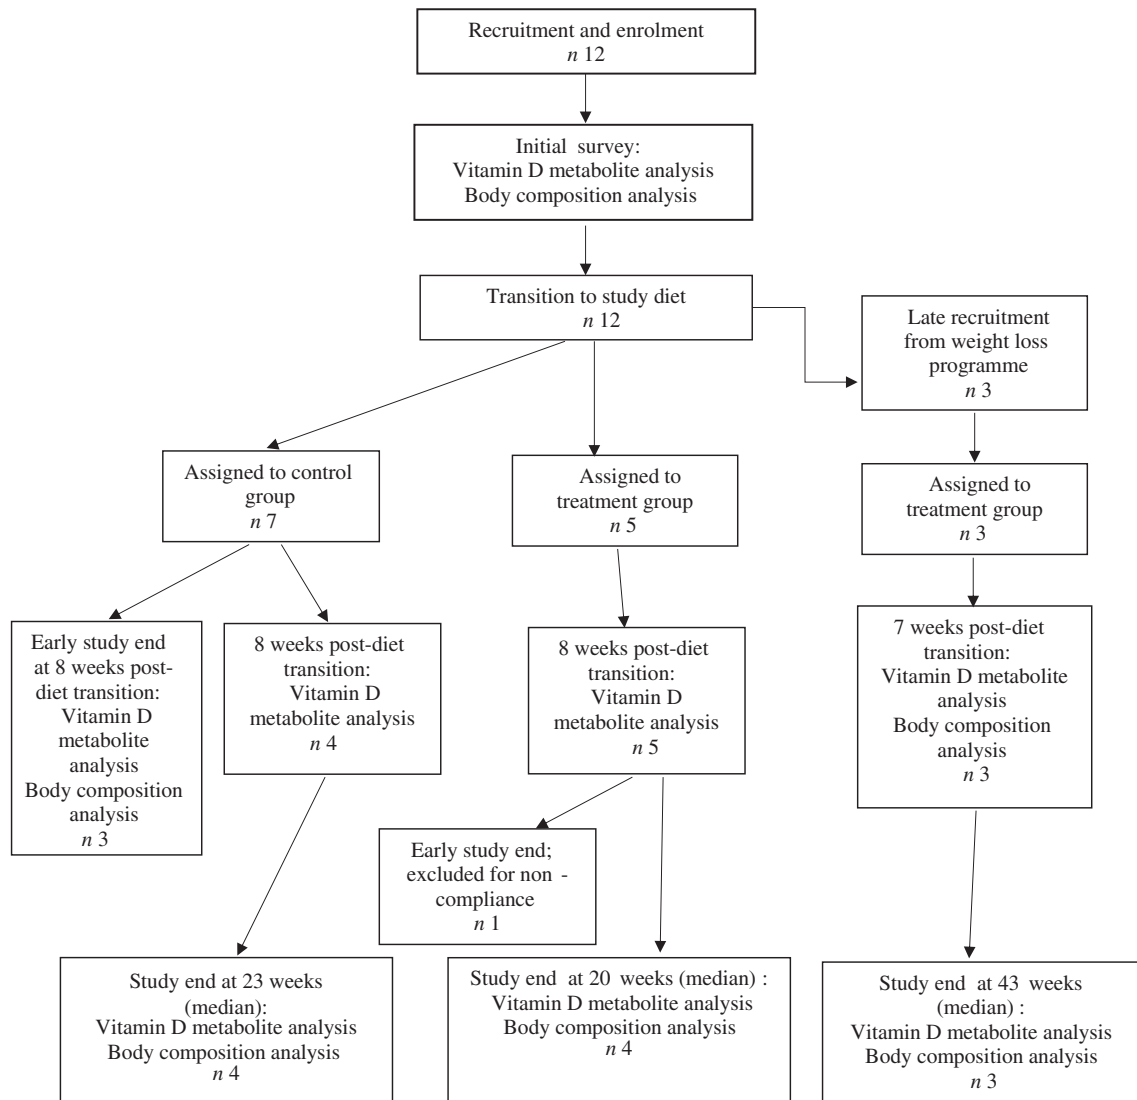 Recruitment and enrolment
n 12
Initial survey:
Vitamin D metabolite analysis
Body composition analysis
Transition to study diet
n 12
Late recruitment
from weight loss
programme
n 3
Assigned to control
group
n 7
Assigned to
treatment group
n 5
Assigned to
treatment group
n 3
Early study end
at 8 weeks post-
diet transition:
Vitamin D
metabolite
analysis
Body composition
analysis
n 3
8 weeks post-diet
transition:
Vitamin D
metabolite analysis
n 4
8 weeks post-diet
transition:
Vitamin D
metabolite analysis
n 5
7 weeks post-diet
transition:
Vitamin D metabolite
analysis
Body composition
analysis
n 3
Early study end;
excluded for non -
compliance
n 1
Study end at 23 weeks
(median):
Vitamin D metabolite analysis
Body composition analysis
n 4
Study end at 20 weeks (median) :
Vitamin D metabolite analysis
Body composition analysis
n 4
Study end at 43 weeks
(median) :
Vitamin D metabolite analysis
Body composition analysis
n 3